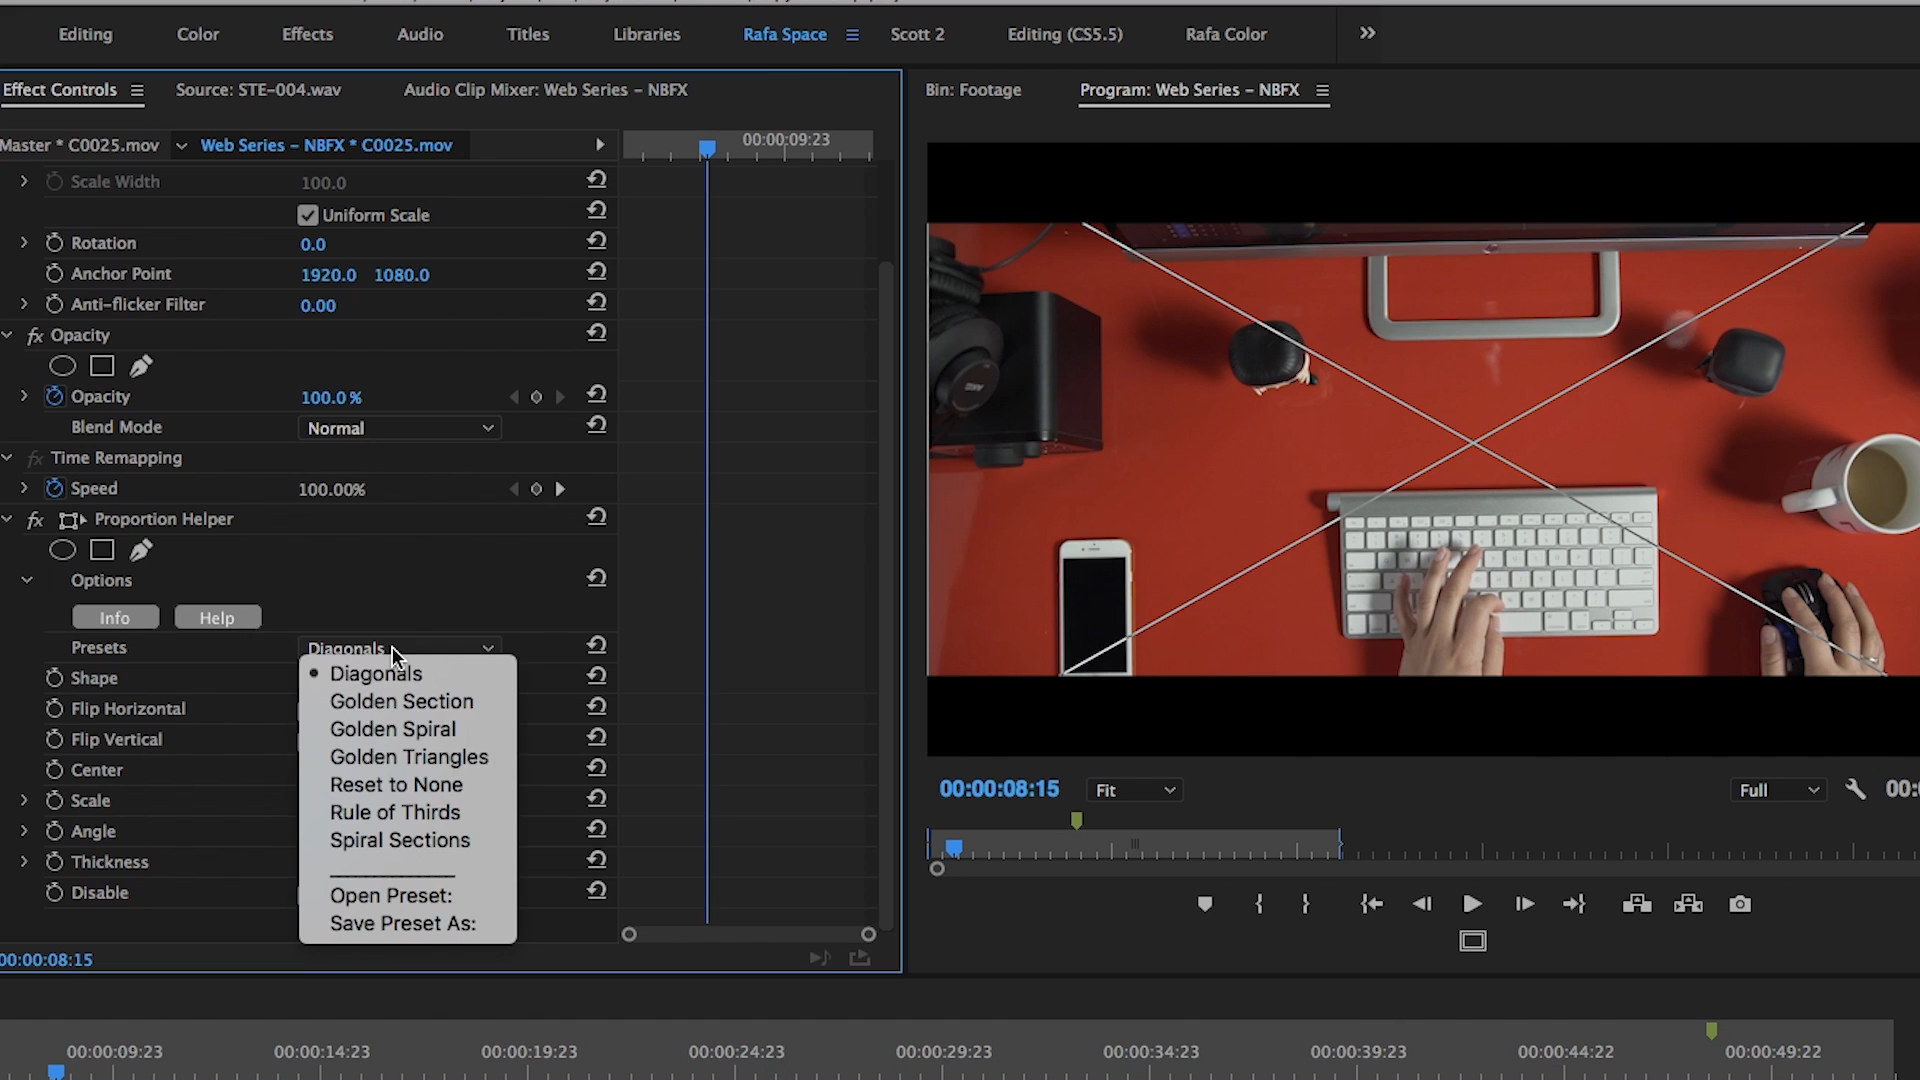 Editing Color Effects Audio Titles Libraries Rafa Space Scott 2 Editing (CS5.5) Rafa Color
Effect Controls Source: STE-004.wav Audio Clip Mixer: Web Series – NBFX
Master * C0025.mov Web Series – NBFX * C0025.mov 00:00:09:23
Scale Width 100.0
Uniform Scale
Rotation 0.0
Anchor Point 1920.0 1080.0
Anti-flicker Filter 0.00
fx Opacity
Opacity 100.0 %
Blend Mode Normal
fx Time Remapping
Speed 100.00%
fx Proportion Helper
Options
Info Help
Presets Diagonals
Shape
Flip Horizontal
Flip Vertical
Center
Scale
Angle
Thickness
Disable
Diagonals
Golden Section
Golden Spiral
Golden Triangles
Reset to None
Rule of Thirds
Spiral Sections
Open Preset:
Save Preset As:
00:00:08:15
Bin: Footage Program: Web Series – NBFX
00:00:08:15 Fit Full 00:
00:00:09:23 00:00:14:23 00:00:19:23 00:00:24:23 00:00:29:23 00:00:34:23 00:00:39:23 00:00:44:22 00:00:49:22